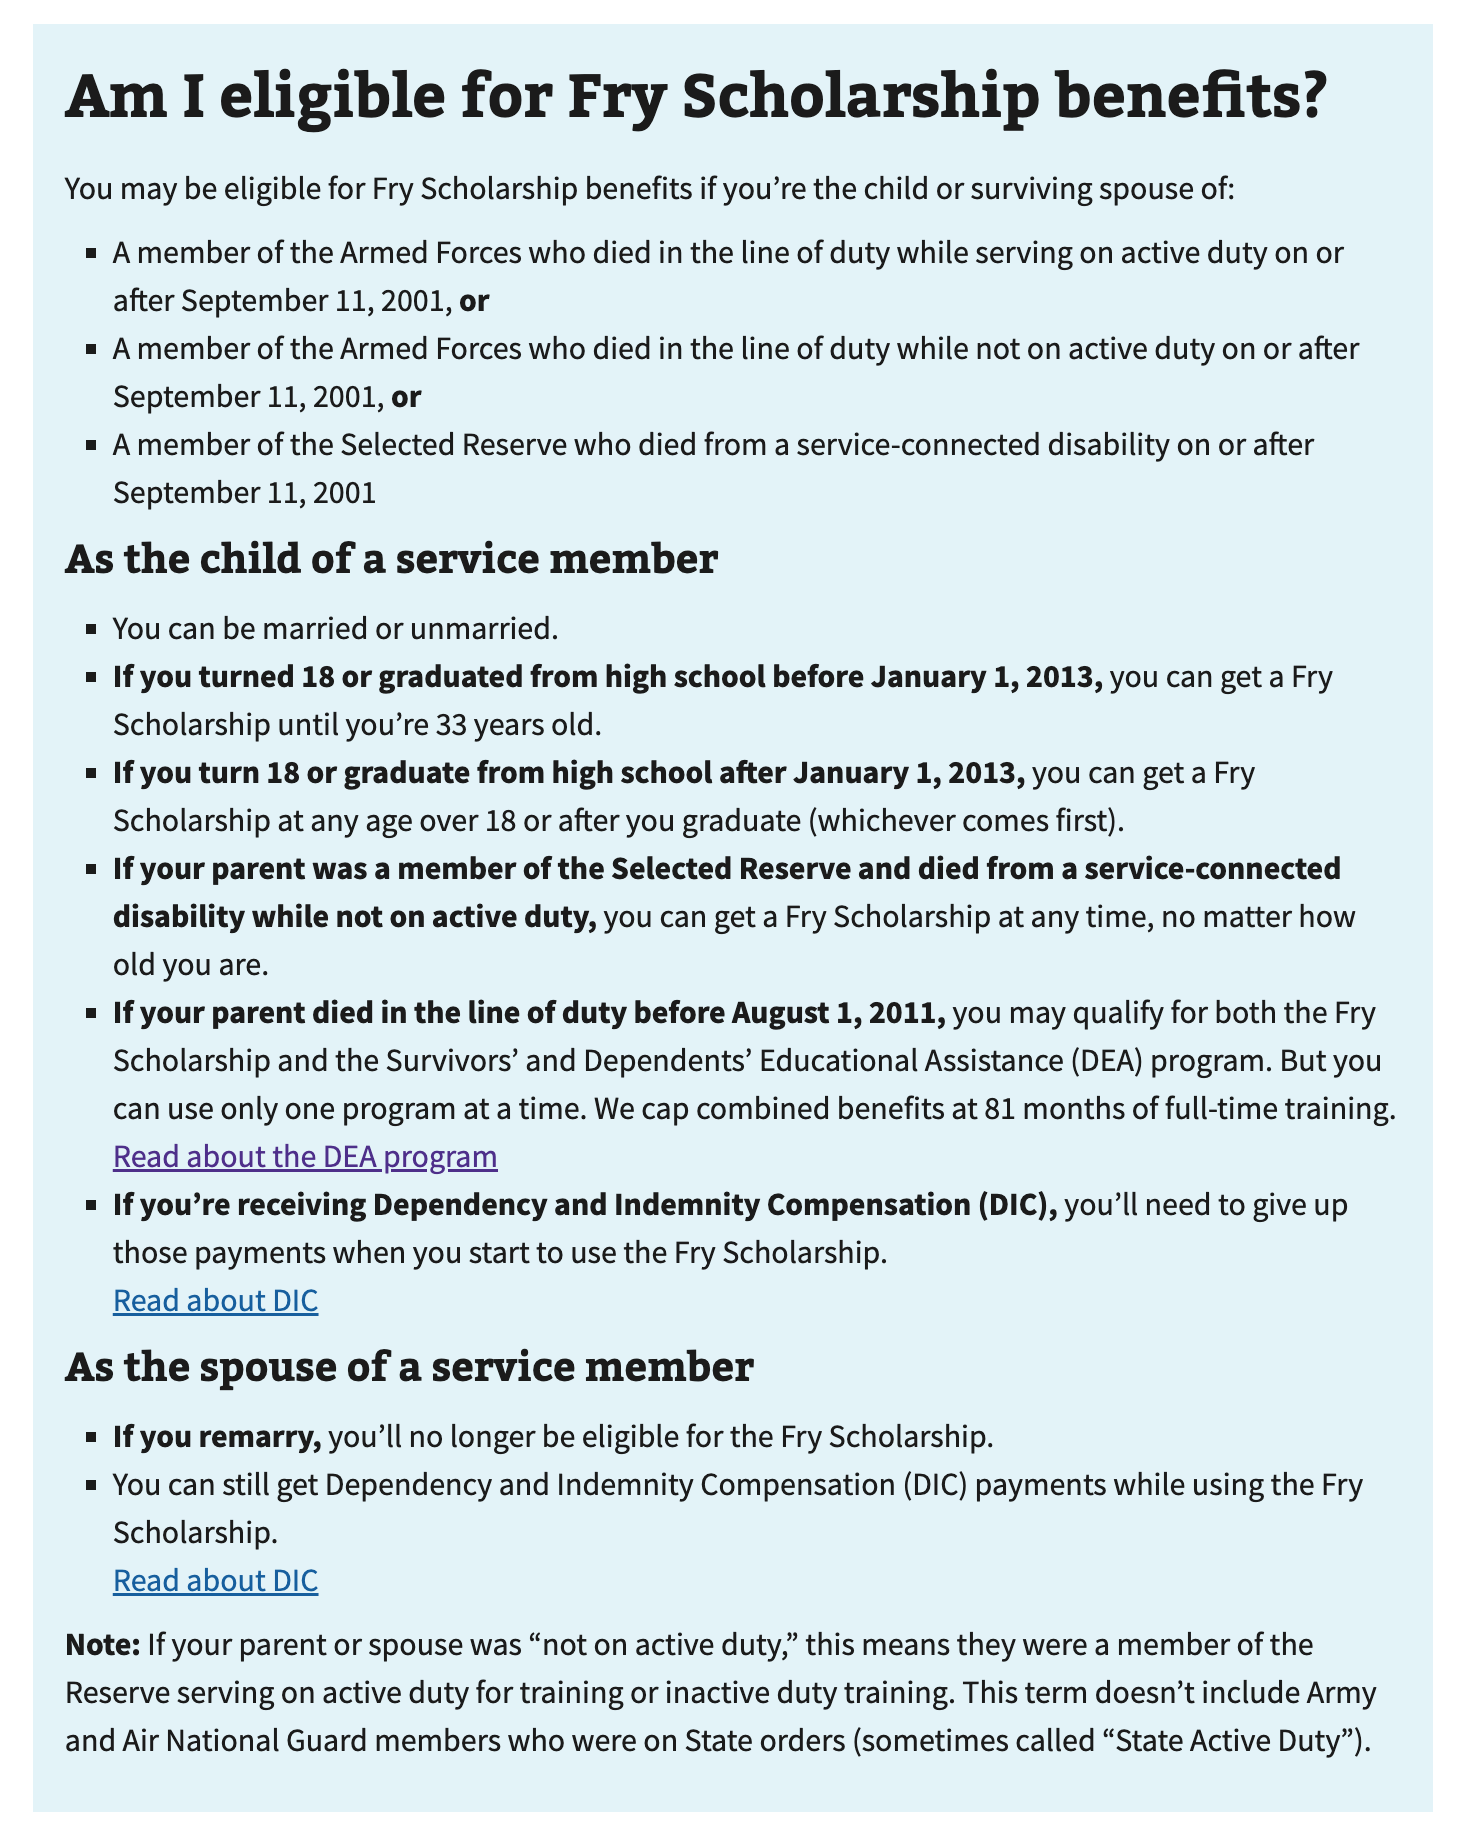 Am I eligible for Fry Scholarship benefits?
You may be eligible for Fry Scholarship benefits if you’re the child or surviving spouse of:
▪ A member of the Armed Forces who died in the line of duty while serving on active duty on or
after September 11, 2001, or
▪ A member of the Armed Forces who died in the line of duty while not on active duty on or after
September 11, 2001, or
▪ A member of the Selected Reserve who died from a service-connected disability on or after
September 11, 2001
As the child of a service member
▪ You can be married or unmarried.
▪ If you turned 18 or graduated from high school before January 1, 2013, you can get a Fry
Scholarship until you’re 33 years old.
▪ If you turn 18 or graduate from high school after January 1, 2013, you can get a Fry
Scholarship at any age over 18 or after you graduate (whichever comes first).
▪ If your parent was a member of the Selected Reserve and died from a service-connected
disability while not on active duty, you can get a Fry Scholarship at any time, no matter how
old you are.
▪ If your parent died in the line of duty before August 1, 2011, you may qualify for both the Fry
Scholarship and the Survivors’ and Dependents’ Educational Assistance (DEA) program. But you
can use only one program at a time. We cap combined benefits at 81 months of full-time training.
Read about the DEA program
▪ If you’re receiving Dependency and Indemnity Compensation (DIC), you’ll need to give up
those payments when you start to use the Fry Scholarship.
Read about DIC
As the spouse of a service member
▪ If you remarry, you’ll no longer be eligible for the Fry Scholarship.
▪ You can still get Dependency and Indemnity Compensation (DIC) payments while using the Fry
Scholarship.
Read about DIC
Note: If your parent or spouse was “not on active duty,” this means they were a member of the
Reserve serving on active duty for training or inactive duty training. This term doesn’t include Army
and Air National Guard members who were on State orders (sometimes called “State Active Duty”).